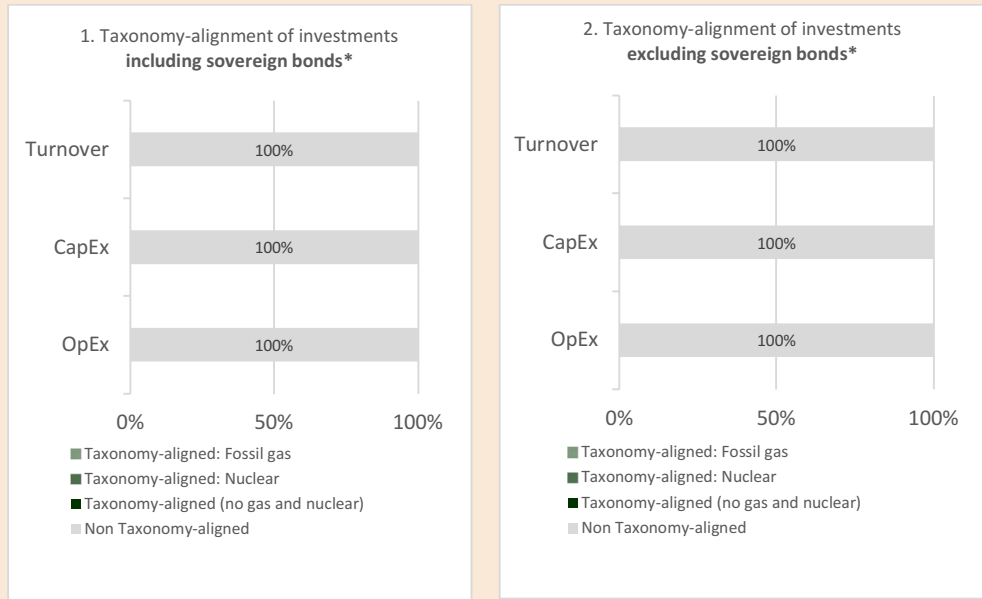 1. Taxonomy-alignment of investments
including sovereign bonds*
Turnover
100%
CapEx
100%
OpEx
100%
0%
50%
100%
Taxonomy-aligned: Fossil gas
Taxonomy-aligned: Nuclear
Taxonomy-aligned (no gas and nuclear)
Non Taxonomy-aligned
2. Taxonomy-alignment of investments
excluding sovereign bonds*
Turnover
100%
CapEx
100%
OpEx
100%
0%
50%
100%
Taxonomy-aligned: Fossil gas
Taxonomy-aligned: Nuclear
Taxonomy-aligned (no gas and nuclear)
Non Taxonomy-aligned